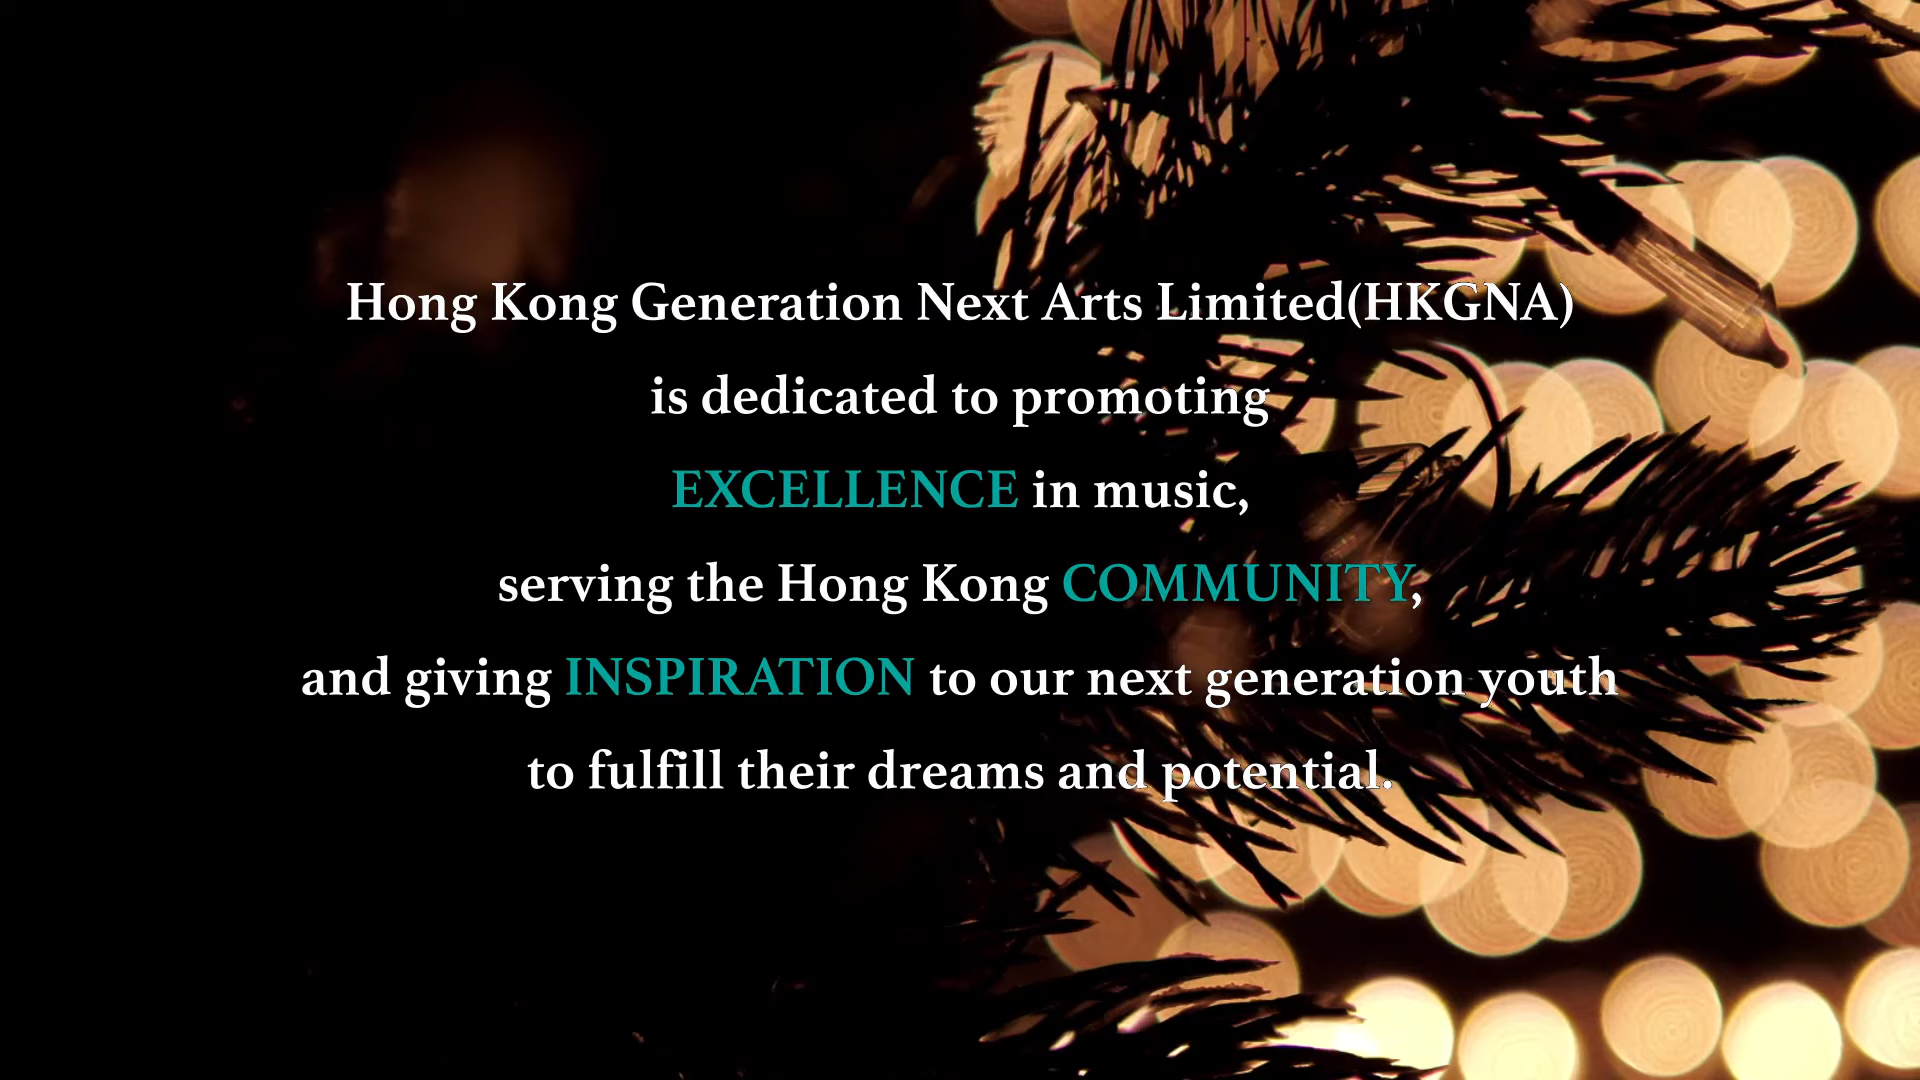 Hong Kong Generation Next Arts Limited(HKGNA)
is dedicated to promoting
EXCELLENCE in music,
serving the Hong Kong COMMUNITY,
and giving INSPIRATION to our next generation youth
to fulfill their dreams and potential.